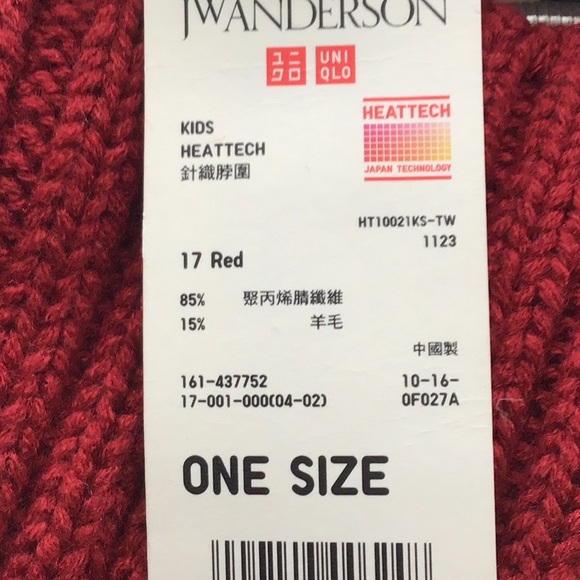 JWANDERSON
ユニ UNI
クロ QLO
HEATTECH
JAPAN TECHNOLOGY
KIDS
HEATTECH
針織脖圍
HT10021KS-TW
1123
17 Red
85% 聚丙烯腈纖維
15% 羊毛
中國製
161-437752 10-16-
17-001-000(04-02) 0F027A
ONE SIZE